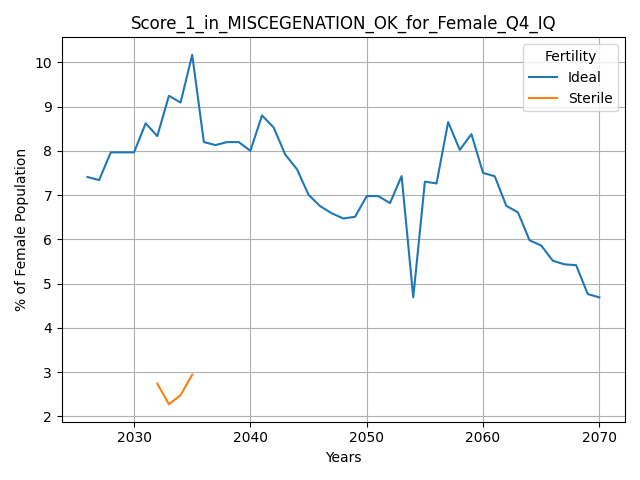 Score_1_in_MISCEGENATION_OK_for_Female_Q4_IQ
Fertility
Ideal
Sterile
% of Female Population
10
9
8
7
6
5
4
3
2
2030
2040
2050
2060
2070
Years